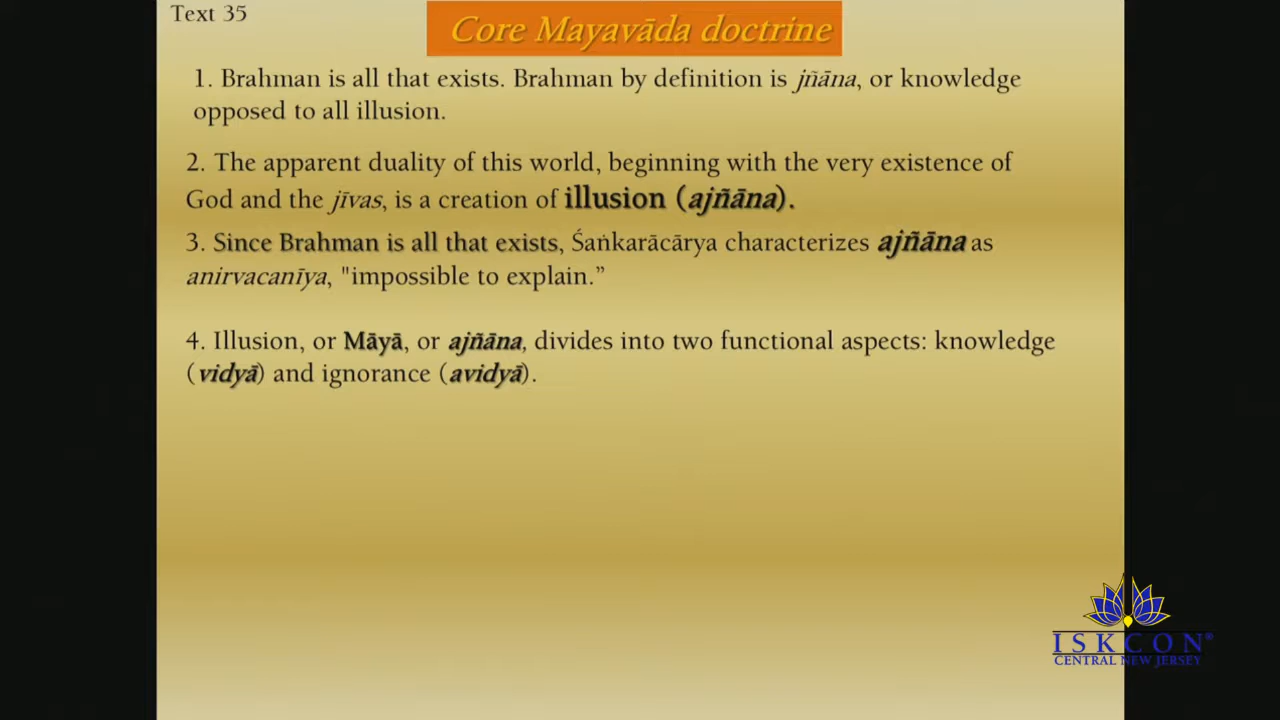 Text 35
Core Mayavāda doctrine
1. Brahman is all that exists. Brahman by definition is jñāna, or knowledge
opposed to all illusion.
2. The apparent duality of this world, beginning with the very existence of
God and the jīvas, is a creation of illusion (ajñāna).
3. Since Brahman is all that exists, Śaṅkarācārya characterizes ajñāna as
anirvacanīya, "impossible to explain.”
4. Illusion, or Māyā, or ajñāna, divides into two functional aspects: knowledge
(vidyā) and ignorance (avidyā).
ISKCON®
CENTRAL NEW JERSEY